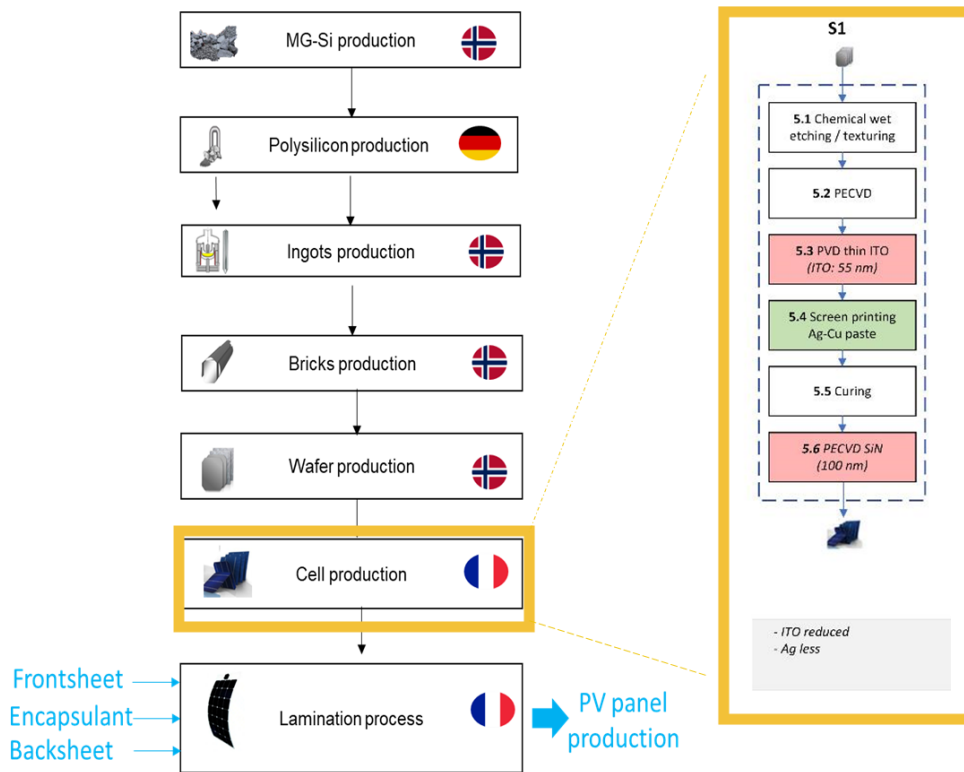 MG-Si production
Polysilicon production
Ingots production
Bricks production
Wafer production
Cell production
Frontsheet
Encapsulant
Backsheet
Lamination process
PV panel
production
S1
5.1 Chemical wet
etching / texturing
5.2 PECVD
5.3 PVD thin ITO
(ITO: 55 nm)
5.4 Screen printing
Ag-Cu paste
5.5 Curing
5.6 PECVD SiN
(100 nm)
- ITO reduced
- Ag less